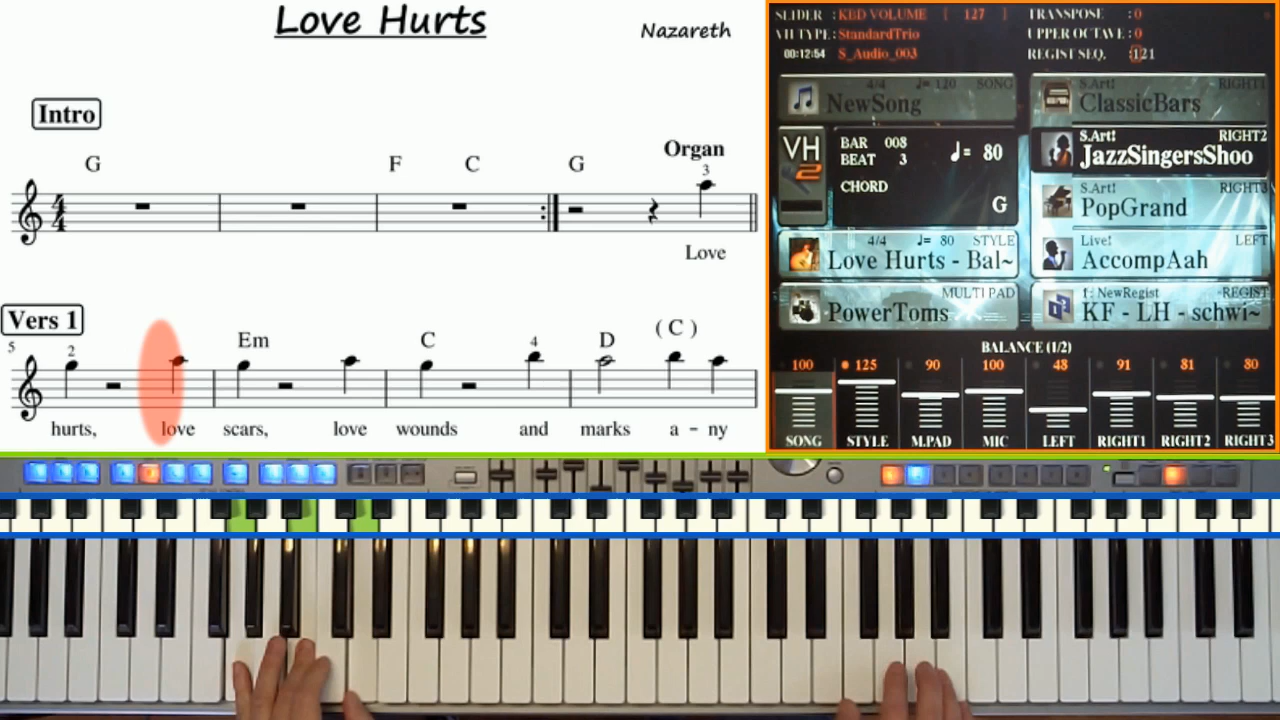 Love Hurts
Nazareth
Intro
G F C G Organ
3
Love
Vers 1
5 2 Em C 4 D ( C )
hurts, love scars, love wounds and marks a - ny
SLIDER : KBD VOLUME [ 127 ] TRANSPOSE : 0
VH TYPE : StandardTrio UPPER OCTAVE : 0
00:12:54 S_Audio_003 REGIST SEQ. :121
4/4 ♩= 120 SONG
NewSong
S.Art! RIGHT1
ClassicBars
VH2
BAR 008
BEAT 3
♩= 80
CHORD
G
S.Art! RIGHT2
JazzSingersShoo
S.Art! RIGHT3
PopGrand
4/4 ♩= 80 STYLE
Love Hurts - Bal~
Live! LEFT
AccompAah
MULTI PAD
PowerToms
f: NewRegist REGIST
KF - LH - schwi~
BALANCE (1/2)
100 125 90 100 48 91 81 80
SONG STYLE M.PAD MIC LEFT RIGHT1 RIGHT2 RIGHT3